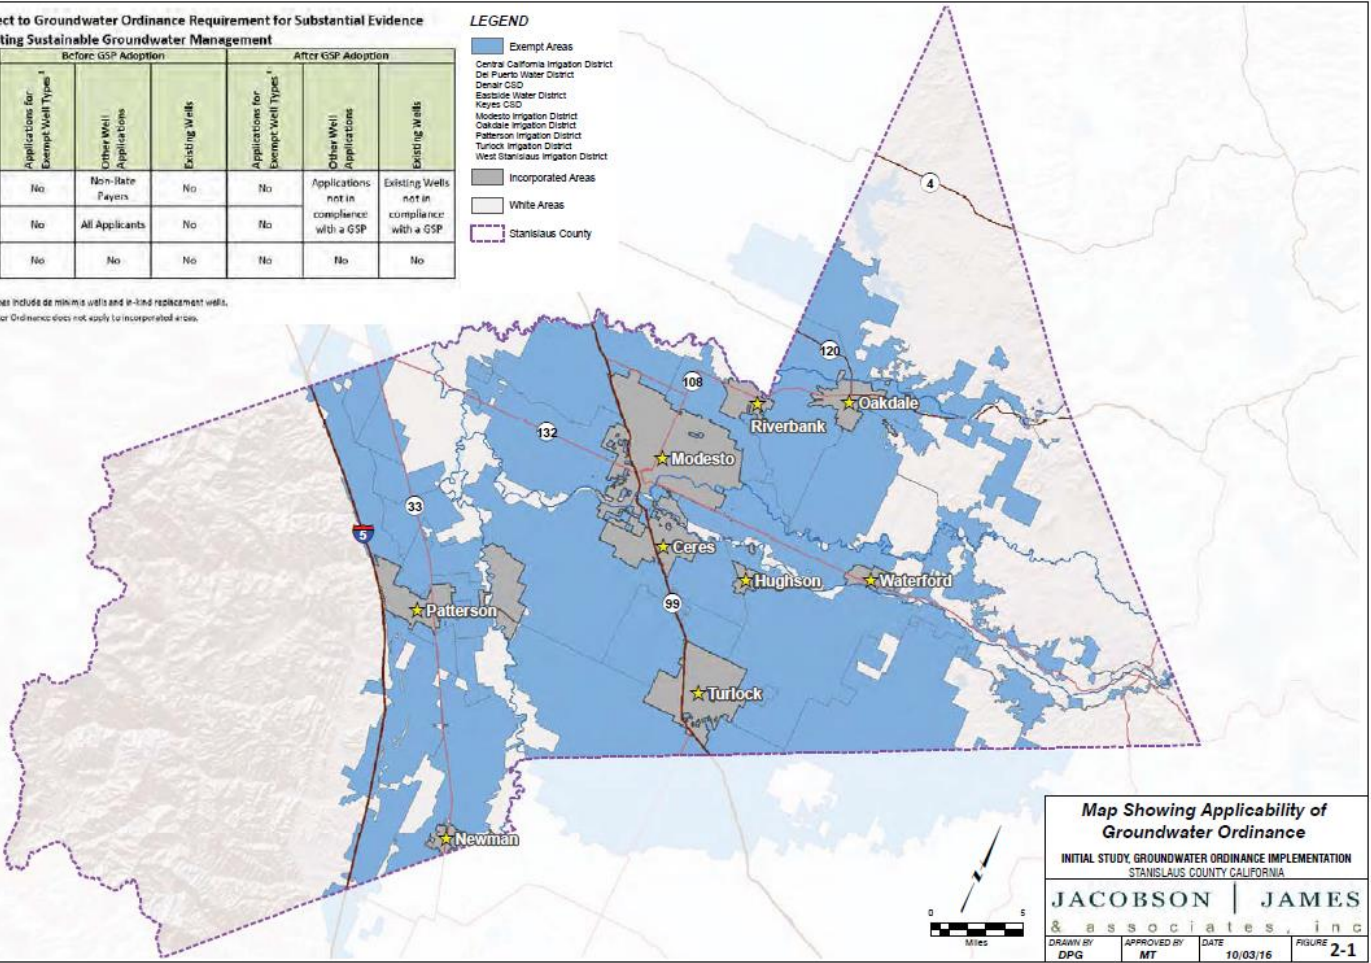 ect to Groundwater Ordinance Requirement for Substantial Evidence
ting Sustainable Groundwater Management
Before GSP Adoption
After GSP Adoption
Applications for
Exempt Well Types 1
Other Well
Applications
Existing Wells
Applications for
Exempt Well Types 1
Other Well
Applications
Existing Wells
No
Non-Rate
Payers
No
No
Applications
not in
compliance
with a GSP
Existing Wells
not in
compliance
with a GSP
No
All Applicants
No
No
No
No
No
No
No
No
pes include de minimis wells and in-kind replacement wells.
Ordinance does not apply to incorporated areas.
LEGEND
Exempt Areas
Central California Irrigation District
Del Puerto Water District
Denair CSD
Eastside Water District
Keyes CSD
Modesto Irrigation District
Oakdale Irrigation District
Patterson Irrigation District
Turlock Irrigation District
West Stanislaus Irrigation District
Incorporated Areas
White Areas
Stanislaus County
4
120
108
Oakdale
Riverbank
132
Modesto
33
5
Ceres
Hughson
Waterford
99
Patterson
Turlock
Newman
N
0 5
Miles
Map Showing Applicability of
Groundwater Ordinance
INITIAL STUDY, GROUNDWATER ORDINANCE IMPLEMENTATION
STANISLAUS COUNTY CALIFORNIA
JACOBSON | JAMES
& associates, inc
DRAWN BY
DPG
APPROVED BY
MT
DATE
10/03/16
FIGURE 2-1